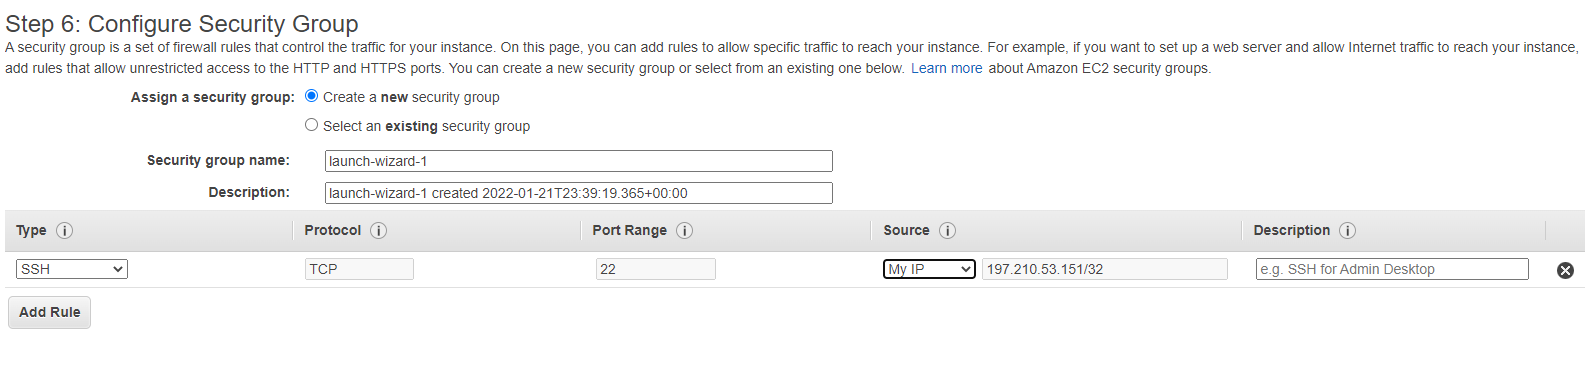 Step 6: Configure Security Group
A security group is a set of firewall rules that control the traffic for your instance. On this page, you can add rules to allow specific traffic to reach your instance. For example, if you want to set up a web server and allow Internet traffic to reach your instance,
add rules that allow unrestricted access to the HTTP and HTTPS ports. You can create a new security group or select from an existing one below. Learn more about Amazon EC2 security groups.
Assign a security group: Create a new security group
Select an existing security group
Security group name: launch-wizard-1
Description: launch-wizard-1 created 2022-01-21T23:39:19.365+00:00
Type i Protocol i Port Range i Source i Description i
SSH TCP 22 My IP 197.210.53.151/32 e.g. SSH for Admin Desktop
Add Rule